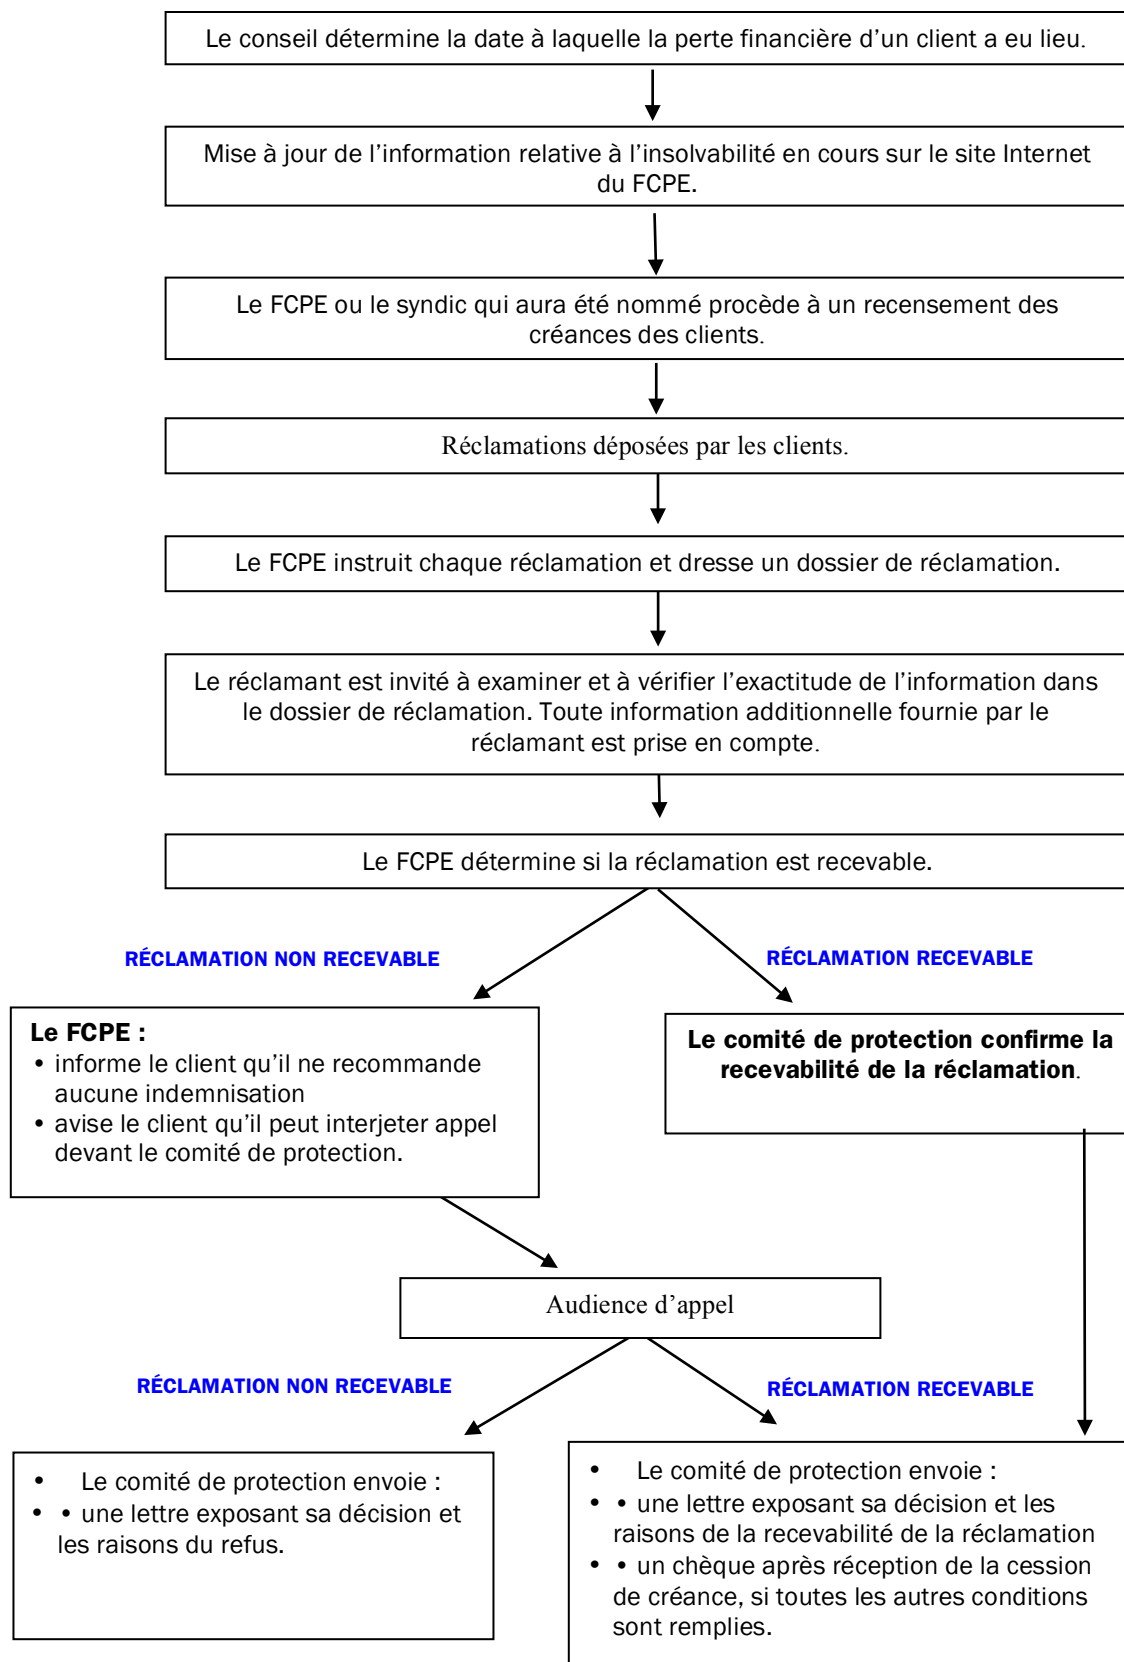 Le conseil détermine la date à laquelle la perte financière d’un client a eu lieu.
Mise à jour de l’information relative à l’insolvabilité en cours sur le site Internet
du FCPE.
Le FCPE ou le syndic qui aura été nommé procède à un recensement des
créances des clients.
Réclamations déposées par les clients.
Le FCPE instruit chaque réclamation et dresse un dossier de réclamation.
Le réclamant est invité à examiner et à vérifier l’exactitude de l’information dans
le dossier de réclamation. Toute information additionnelle fournie par le
réclamant est prise en compte.
Le FCPE détermine si la réclamation est recevable.
RÉCLAMATION NON RECEVABLE
RÉCLAMATION RECEVABLE
Le FCPE :
• informe le client qu’il ne recommande
aucune indemnisation
• avise le client qu’il peut interjeter appel
devant le comité de protection.
Le comité de protection confirme la
recevabilité de la réclamation.
Audience d’appel
RÉCLAMATION NON RECEVABLE
RÉCLAMATION RECEVABLE
• Le comité de protection envoie :
• • une lettre exposant sa décision et
les raisons du refus.
• Le comité de protection envoie :
• • une lettre exposant sa décision et les
raisons de la recevabilité de la réclamation
• • un chèque après réception de la cession
de créance, si toutes les autres conditions
sont remplies.